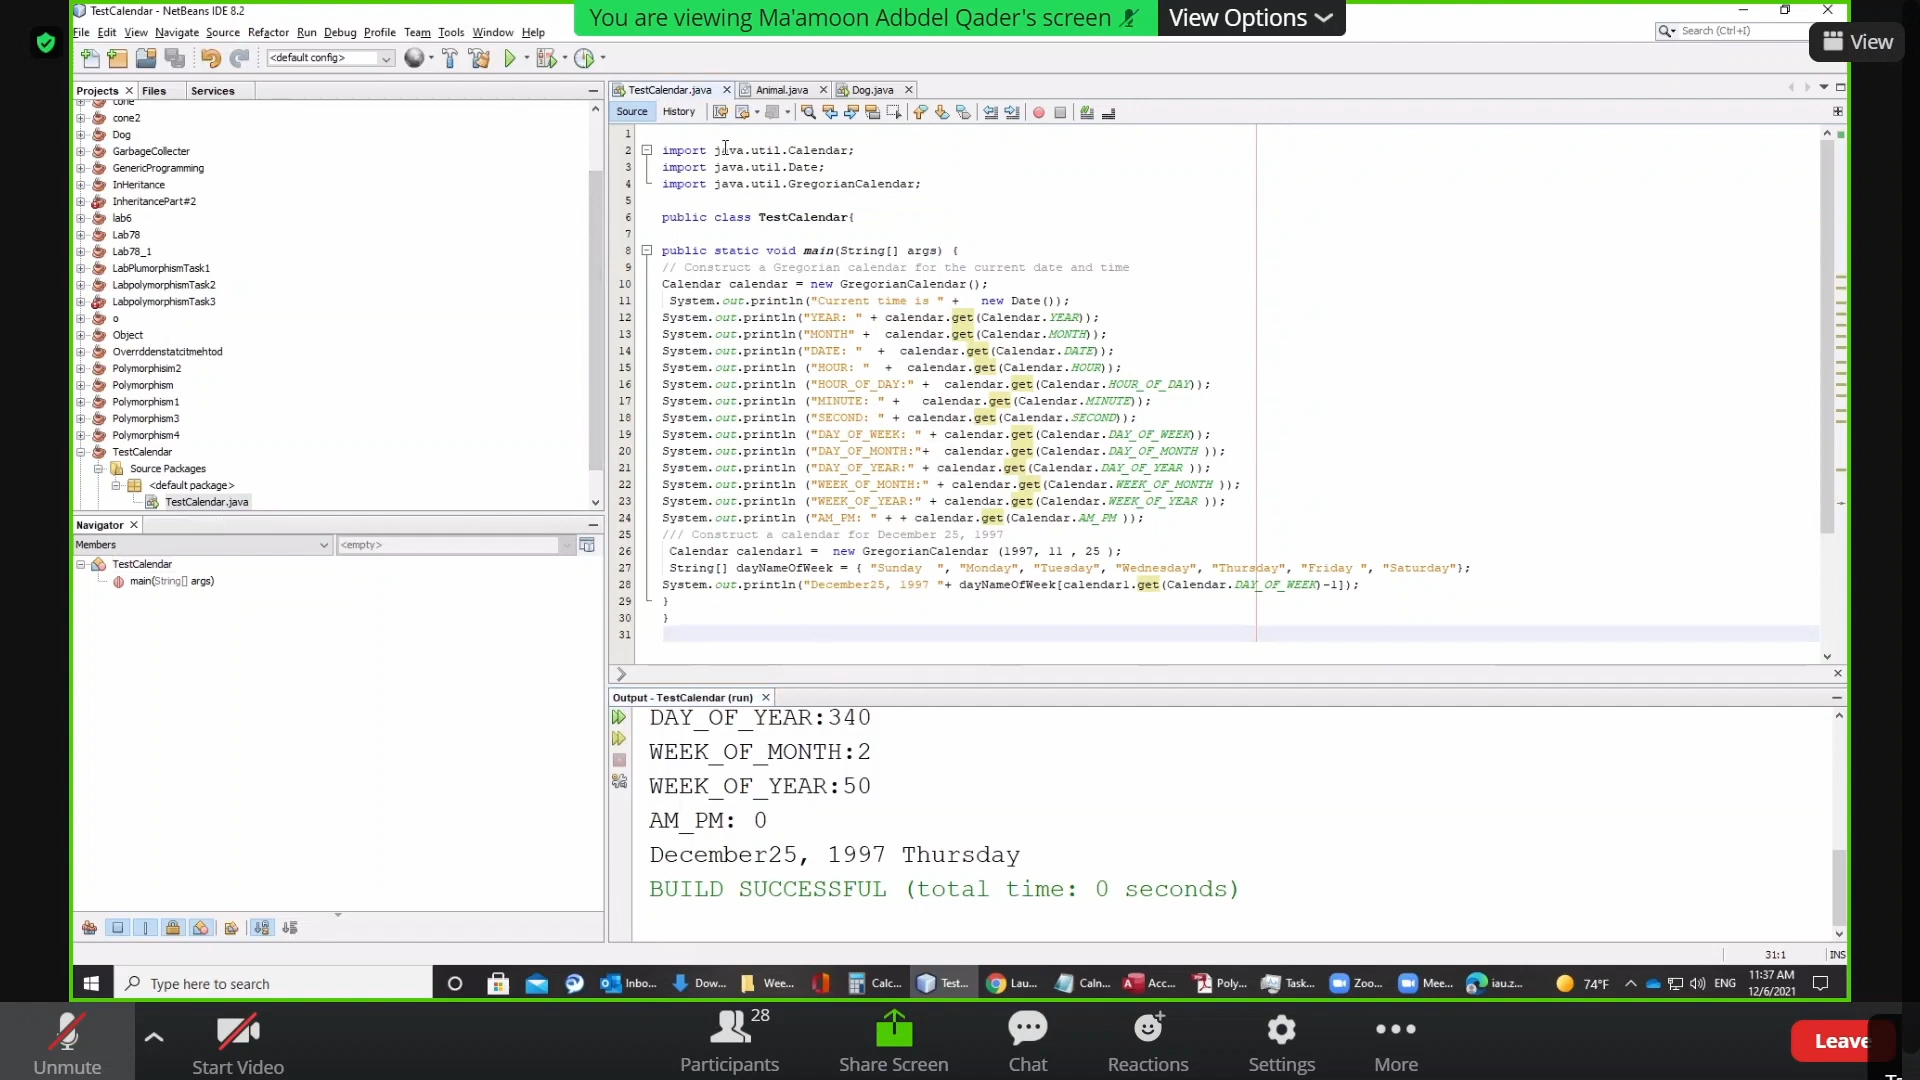 TestCalendar - NetBeans IDE 8.2
You are viewing Ma'amoon Adbdel Qader's screen
View Options
File Edit View Navigate Source Refactor Run Debug Profile Team Tools Window Help
Search (Ctrl+I)
View
<default config>
Projects Files Services
TestCalendar.java Animal.java Dog.java
Source History
cone
cone2
Dog
GarbageCollecter
GenericProgramming
InHeritance
InheritancePart#2
lab6
Lab78
Lab78_1
LabPlumorphismTask1
LabpolymorphismTask2
LabpolymorphismTask3
o
Object
Overrddenstatcitmehtod
Polymorphisim2
Polymorphism
Polymorphism1
Polymorphism3
Polymorphism4
TestCalendar
Source Packages
<default package>
TestCalendar.java
1
2 import java.util.Calendar;
3 import java.util.Date;
4 import java.util.GregorianCalendar;
5
6 public class TestCalendar{
7
8 public static void main(String[] args) {
9 // Construct a Gregorian calendar for the current date and time
10 Calendar calendar = new GregorianCalendar();
11 System.out.println("Current time is " + new Date());
12 System.out.println("YEAR: " + calendar.get(Calendar.YEAR));
13 System.out.println("MONTH" + calendar.get(Calendar.MONTH));
14 System.out.println("DATE: " + calendar.get(Calendar.DATE));
15 System.out.println ("HOUR: " + calendar.get(Calendar.HOUR));
16 System.out.println ("HOUR_OF_DAY:" + calendar.get(Calendar.HOUR_OF_DAY));
17 System.out.println ("MINUTE: " + calendar.get(Calendar.MINUTE));
18 System.out.println ("SECOND: " + calendar.get(Calendar.SECOND));
19 System.out.println ("DAY_OF_WEEK: " + calendar.get(Calendar.DAY_OF_WEEK));
20 System.out.println ("DAY_OF_MONTH:"+ calendar.get(Calendar.DAY_OF_MONTH ));
21 System.out.println ("DAY_OF_YEAR:" + calendar.get(Calendar.DAY_OF_YEAR ));
22 System.out.println ("WEEK_OF_MONTH:" + calendar.get(Calendar.WEEK_OF_MONTH ));
23 System.out.println ("WEEK_OF_YEAR:" + calendar.get(Calendar.WEEK_OF_YEAR ));
24 System.out.println ("AM_PM: " + + calendar.get(Calendar.AM_PM ));
25 /// Construct a calendar for December 25, 1997
26 Calendar calendar1 = new GregorianCalendar (1997, 11 , 25 );
27 String[] dayNameOfWeek = { "Sunday ", "Monday", "Tuesday", "Wednesday", "Thursday", "Friday ", "Saturday"};
28 System.out.println("December25, 1997 "+ dayNameOfWeek[calendar1.get(Calendar.DAY_OF_WEEK)-1]);
29 }
30 }
31
Navigator
Members
<empty>
TestCalendar
main(String[] args)
Output - TestCalendar (run)
DAY_OF_YEAR:340
WEEK_OF_MONTH:2
WEEK_OF_YEAR:50
AM_PM: 0
December25, 1997 Thursday
BUILD SUCCESSFUL (total time: 0 seconds)
31:1 INS
Type here to search
Inbo... Dow... Wee... Calc... Test... Lau... Caln... Acc... Poly... Task... Zoo... Mee... iau.z...
74°F ENG
11:37 AM
12/6/2021
28
Unmute
Start Video
Participants
Share Screen
Chat
Reactions
Settings
More
Leave